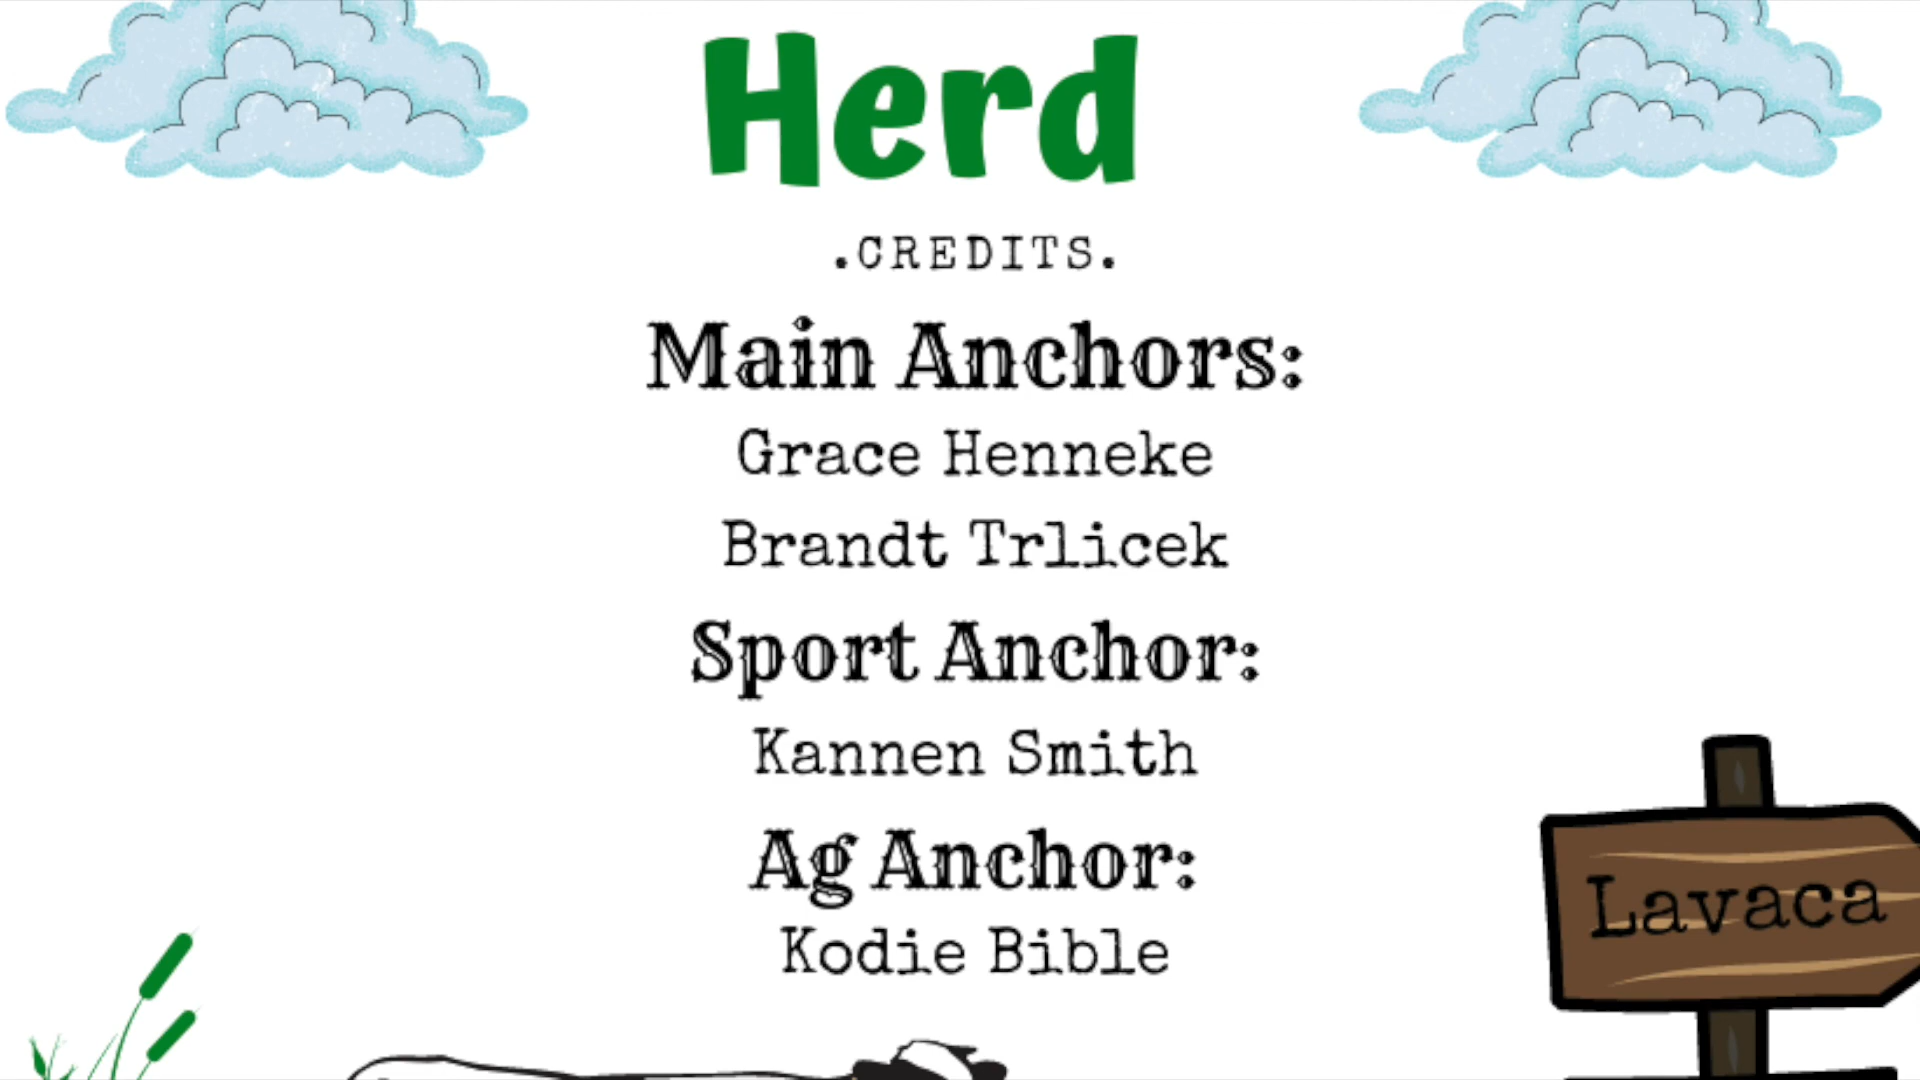 Herd
.CREDITS.
Main Anchors:
Grace Henneke
Brandt Trlicek
Sport Anchor:
Kannen Smith
Ag Anchor:
Kodie Bible
Lavaca